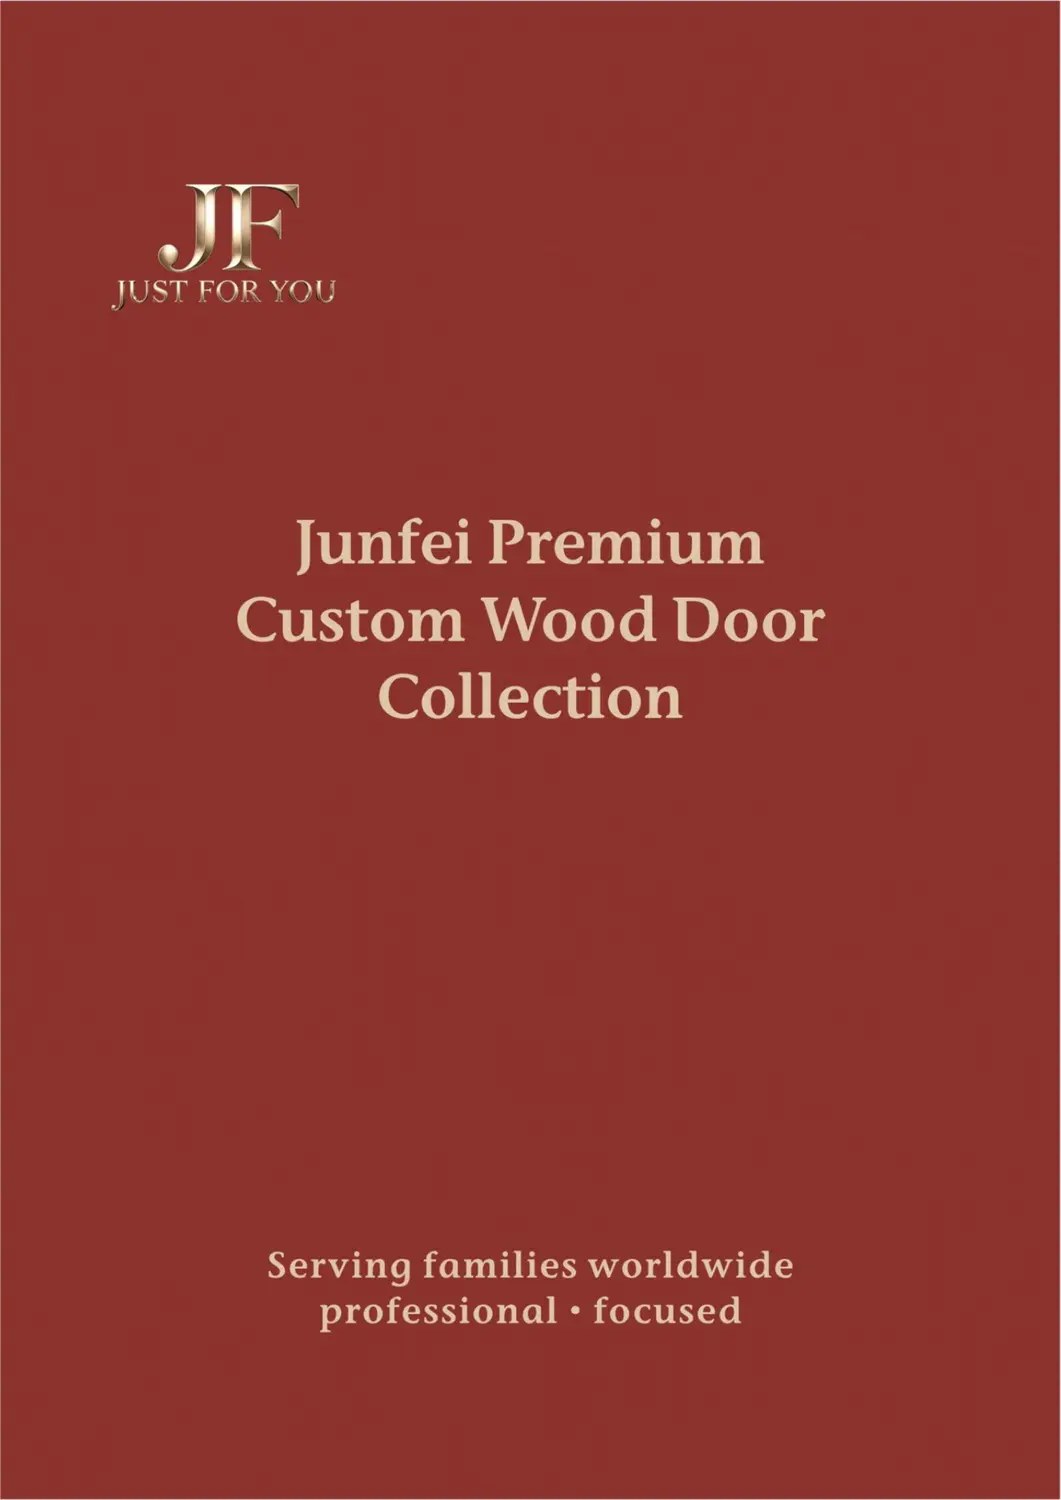 JF
JUST FOR YOU
Junfei Premium
Custom Wood Door
Collection
Serving families worldwide
professional • focused